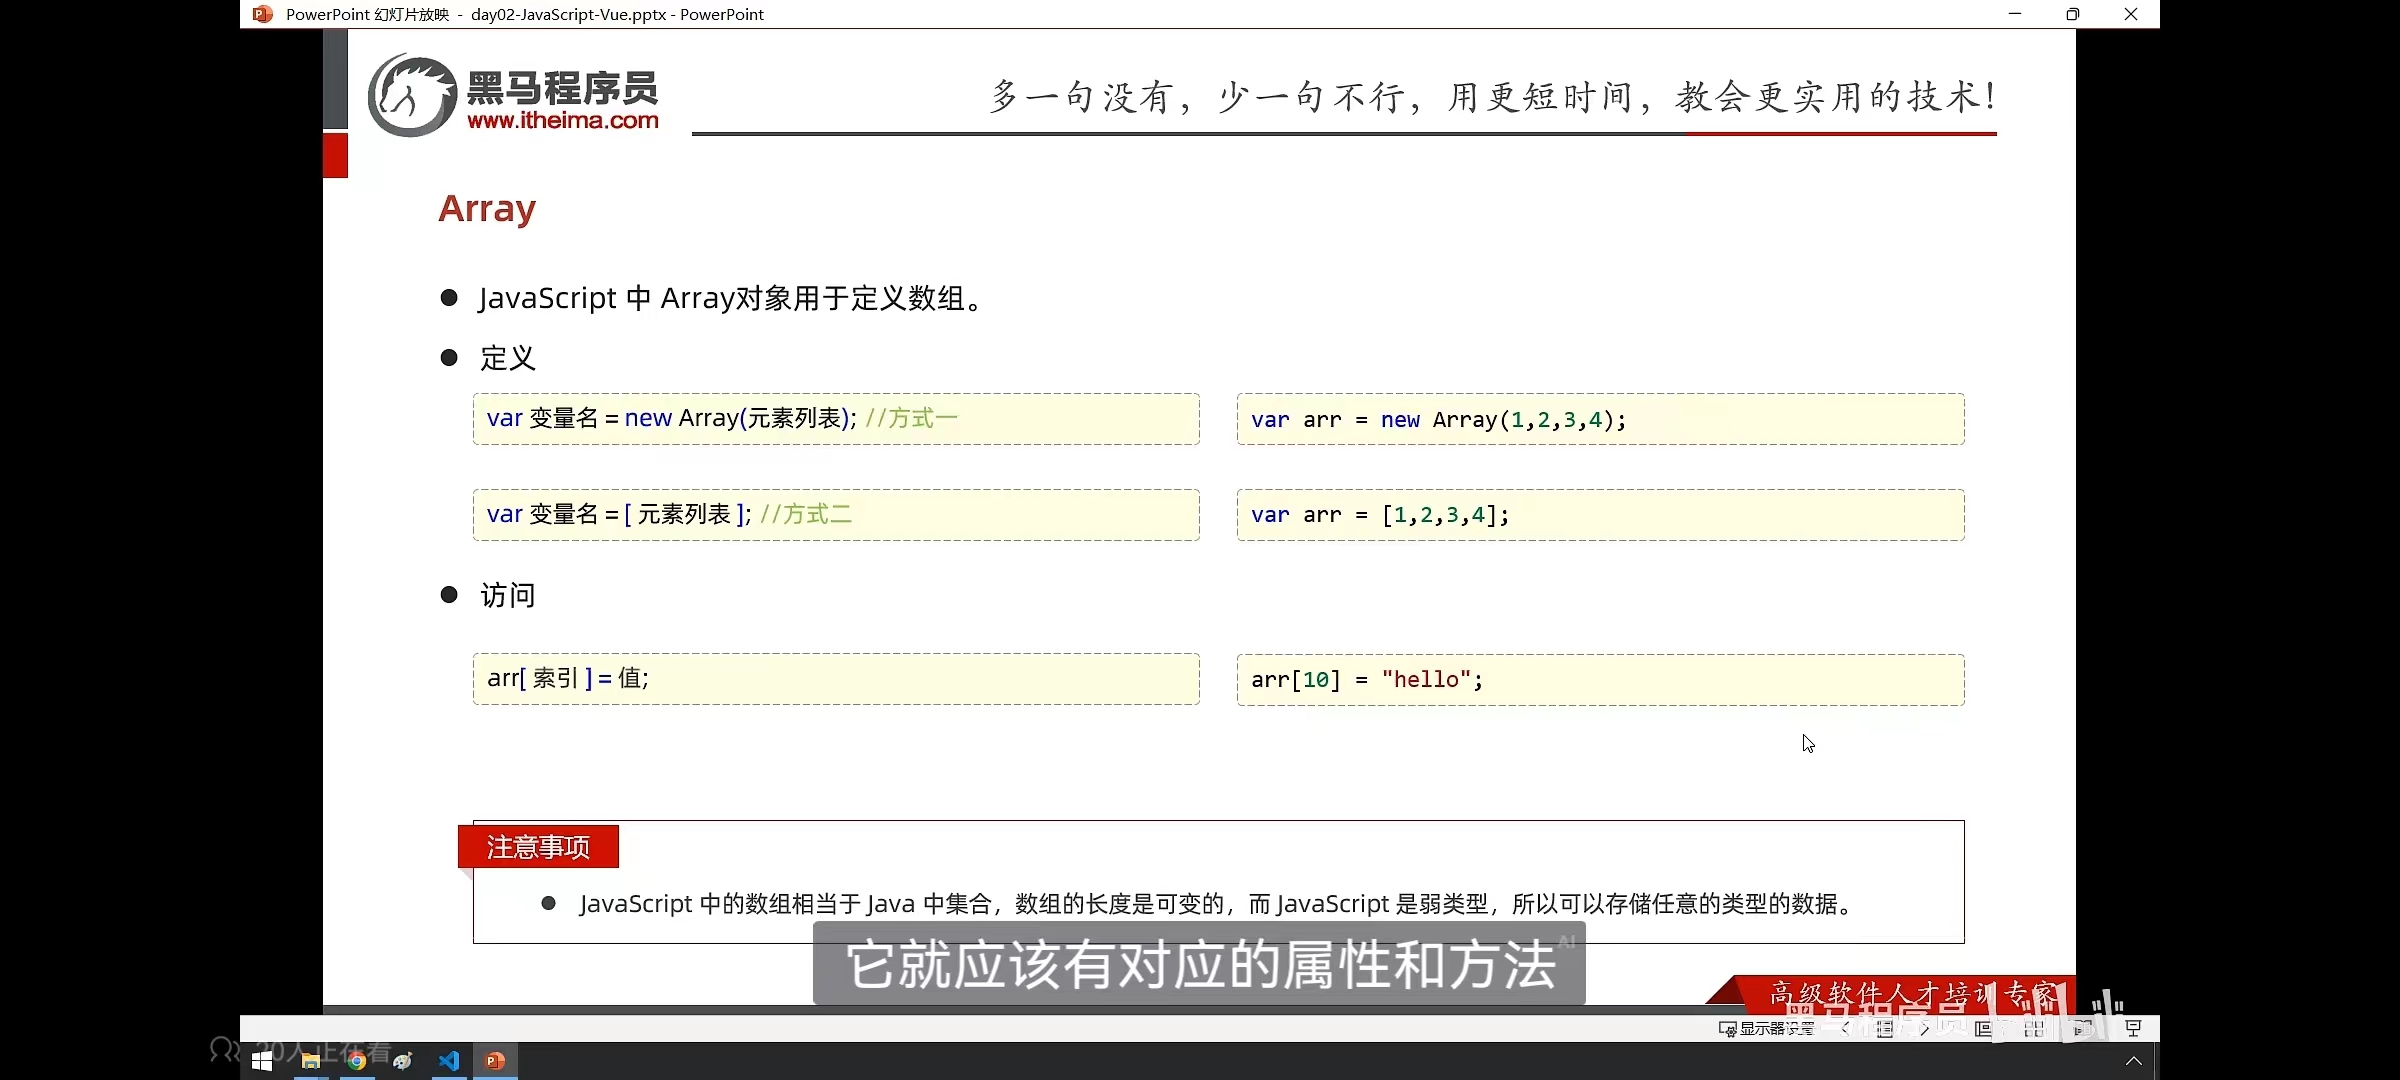 PowerPoint 幻灯片放映 - day02-JavaScript-Vue.pptx - PowerPoint
黑马程序员
www.itheima.com
多一句没有，少一句不行，用更短时间，教会更实用的技术！
Array
JavaScript 中 Array对象用于定义数组。
定义
var 变量名 = new Array(元素列表); //方式一
var arr = new Array(1,2,3,4);
var 变量名 = [ 元素列表 ]; //方式二
var arr = [1,2,3,4];
访问
arr[ 索引 ] = 值;
arr[10] = "hello";
注意事项
JavaScript 中的数组相当于 Java 中集合，数组的长度是可变的，而 JavaScript 是弱类型，所以可以存储任意的类型的数据。
它就应该有对应的属性和方法
AI
高级软件人才培训专家
黑马程序员
显示器设置
20人正在看